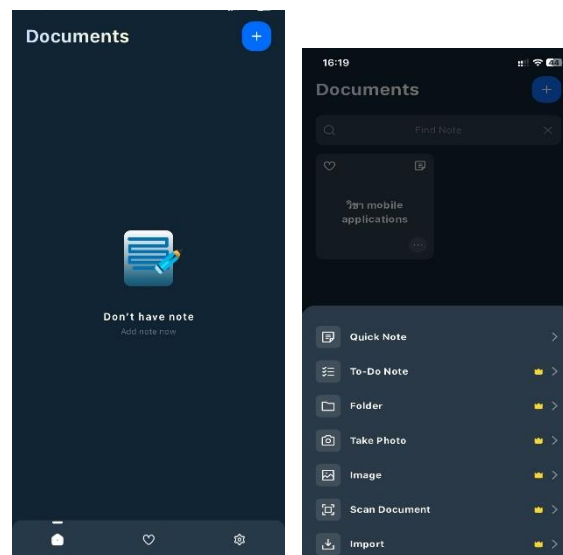 Documents
Don't have note
Add note now
16:19
Documents
Find Note
วิชา mobile
applications
Quick Note
To-Do Note
Folder
Take Photo
Image
Scan Document
Import